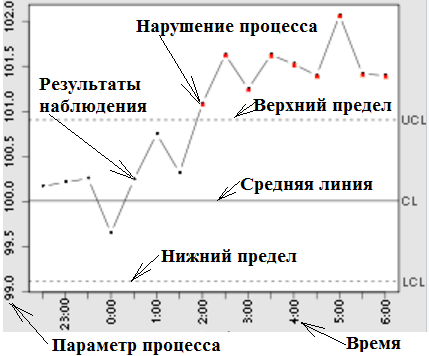 102.0
Нарушение процесса
101.5
Результаты
наблюдения
101.0
Верхний предел
UCL
100.5
Средняя линия
100.0
CL
99.5
Нижний предел
LCL
99.0
23:00
0:00
1:00
2:00
3:00
4:00
5:00
6:00
Параметр процесса
Время